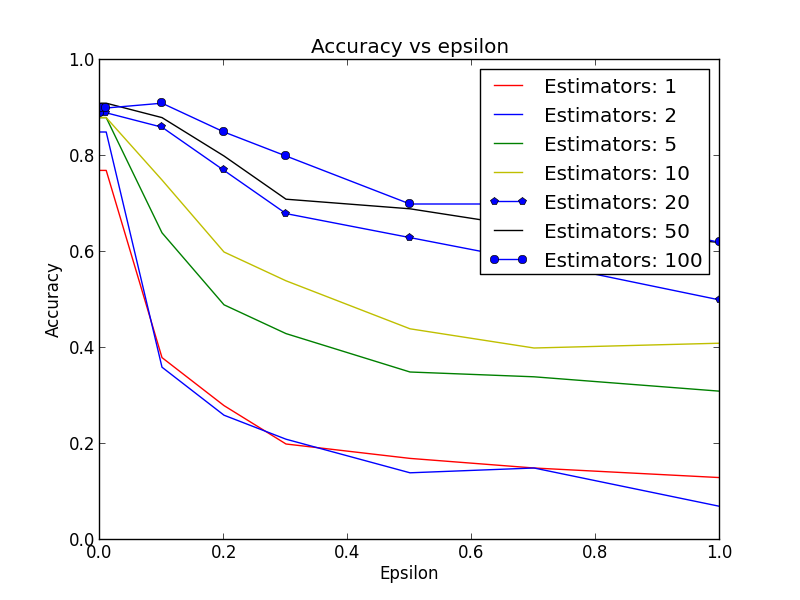 Accuracy vs epsilon
1.0
0.8
0.6
0.4
0.2
0.0
Accuracy
Estimators: 1
Estimators: 2
Estimators: 5
Estimators: 10
Estimators: 20
Estimators: 50
Estimators: 100
0.0 0.2 0.4 0.6 0.8 1.0
Epsilon